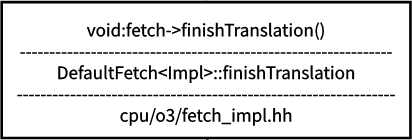 void:fetch->finishTranslation()
DefaultFetch<Impl>::finishTranslation
cpu/o3/fetch_impl.hh